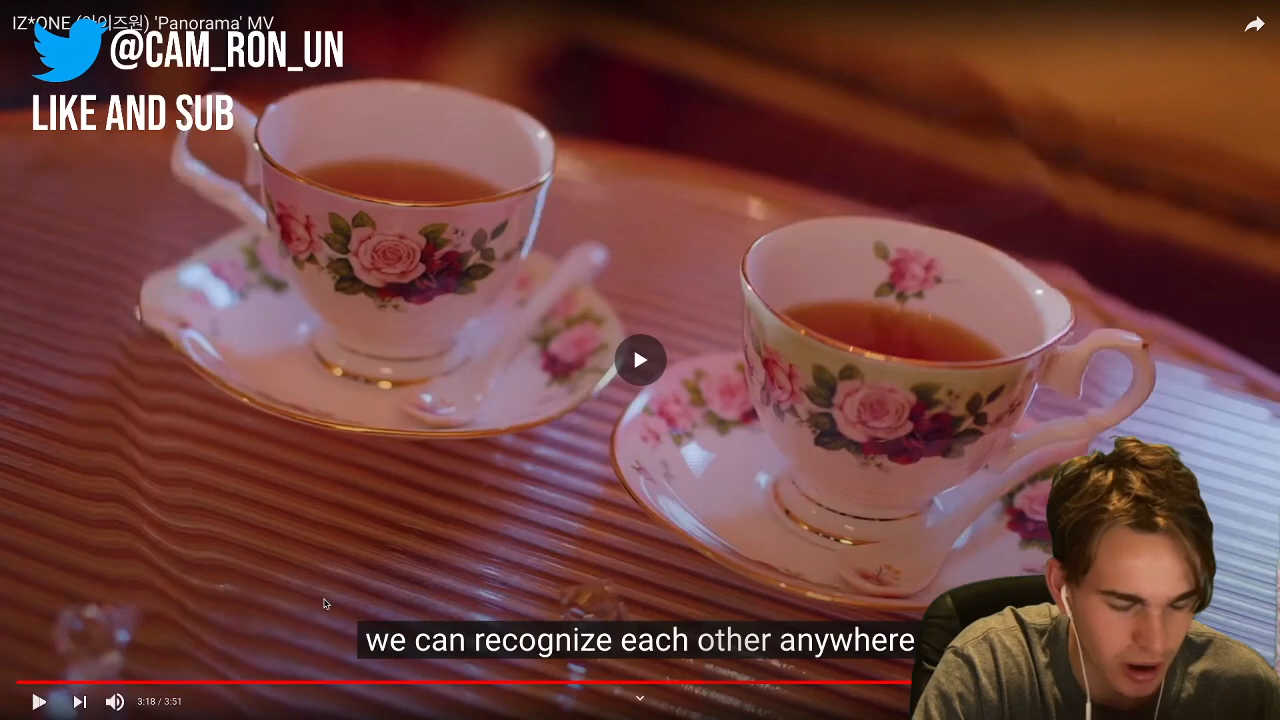 IZ*ONE (아이즈원) 'Panorama' MV
@CAM_RON_UN
LIKE AND SUB
we can recognize each other anywhere
3:18 / 3:51